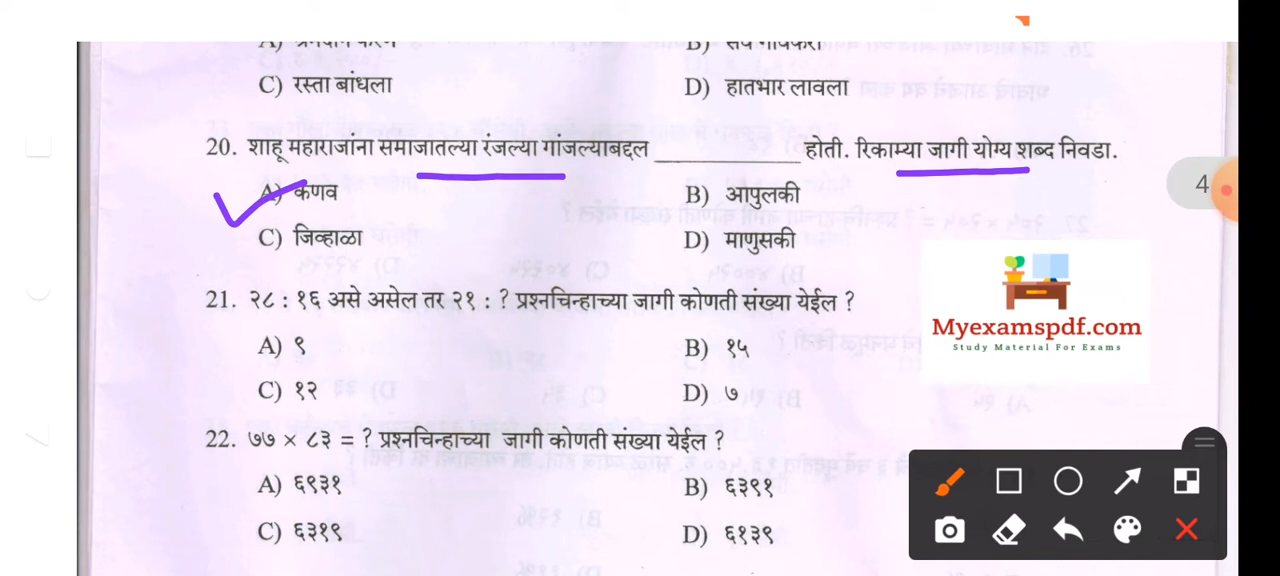 C) रस्ता बांधला D) हातभार लावला
20. शाहू महाराजांना समाजातल्या रंजल्या गांजल्याबद्दल ____________ होती. रिकाम्या जागी योग्य शब्द निवडा.
A) कणव B) आपुलकी
C) जिव्हाळा D) माणुसकी
21. २८ : १६ असे असेल तर २१ : ? प्रश्नचिन्हाच्या जागी कोणती संख्या येईल ?
A) ९ B) १५
C) १२ D) ७
22. ७७ × ८३ = ? प्रश्नचिन्हाच्या जागी कोणती संख्या येईल ?
A) ६९३१ B) ६३९१
C) ६३१९ D) ६१३९
4
Myexamspdf.com
Study Material For Exams